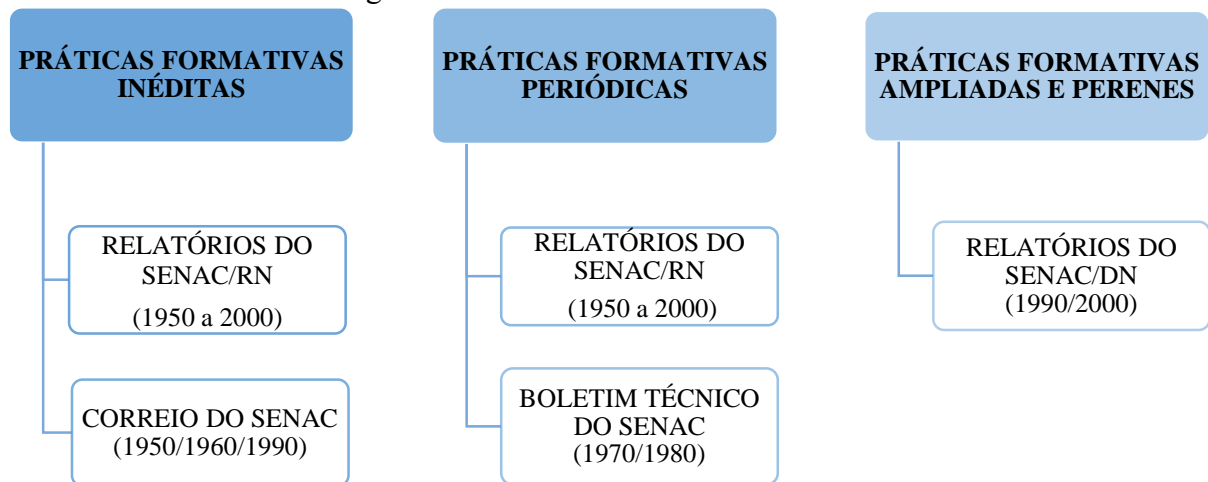 PRÁTICAS FORMATIVAS
INÉDITAS
RELATÓRIOS DO
SENAC/RN
(1950 a 2000)
CORREIO DO SENAC
(1950/1960/1990)
PRÁTICAS FORMATIVAS
PERIÓDICAS
RELATÓRIOS DO
SENAC/RN
(1950 a 2000)
BOLETIM TÉCNICO
DO SENAC
(1970/1980)
PRÁTICAS FORMATIVAS
AMPLIADAS E PERENES
RELATÓRIOS DO
SENAC/DN
(1990/2000)